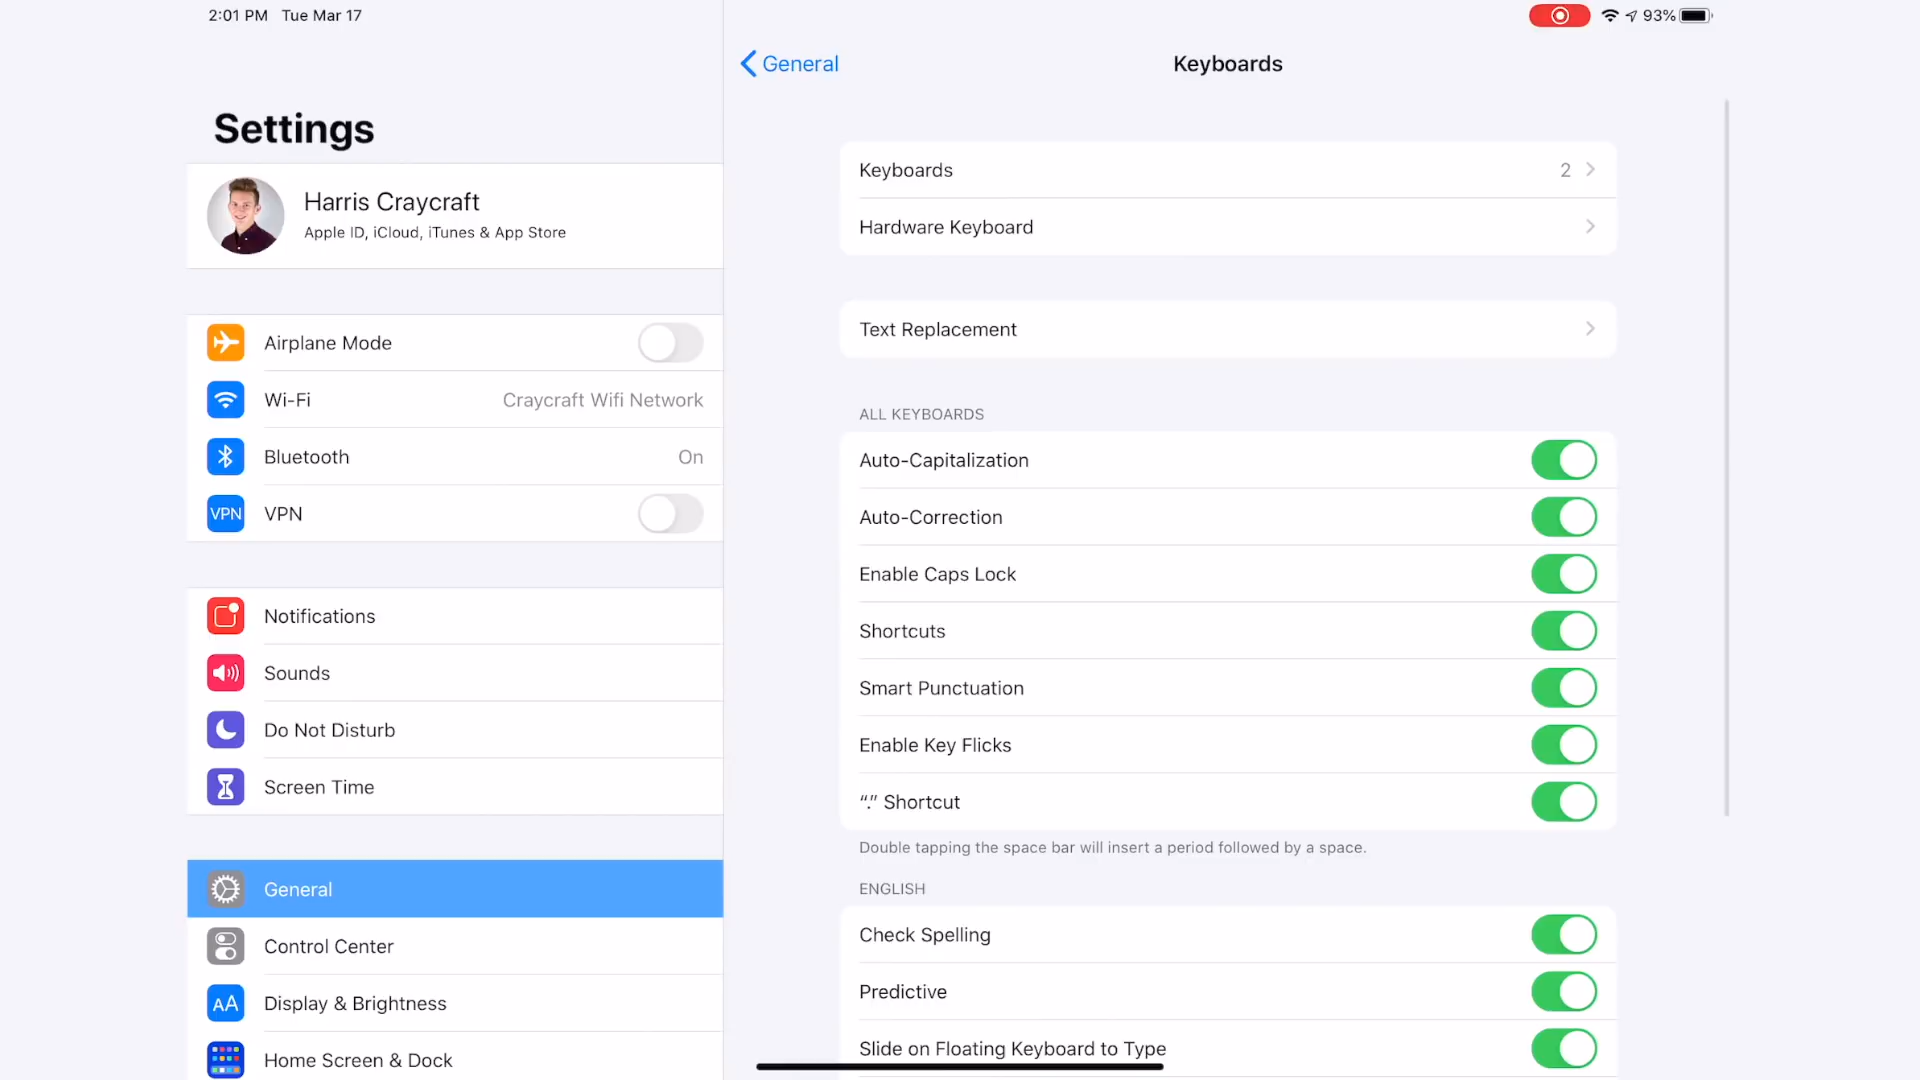 2:01 PM Tue Mar 17
93%
Settings
Harris Craycraft
Apple ID, iCloud, iTunes & App Store
Airplane Mode
Wi-Fi Craycraft Wifi Network
Bluetooth On
VPN VPN
Notifications
Sounds
Do Not Disturb
Screen Time
General
Control Center
AA Display & Brightness
Home Screen & Dock
General Keyboards
Keyboards 2
Hardware Keyboard
Text Replacement
ALL KEYBOARDS
Auto-Capitalization
Auto-Correction
Enable Caps Lock
Shortcuts
Smart Punctuation
Enable Key Flicks
“.” Shortcut
Double tapping the space bar will insert a period followed by a space.
ENGLISH
Check Spelling
Predictive
Slide on Floating Keyboard to Type